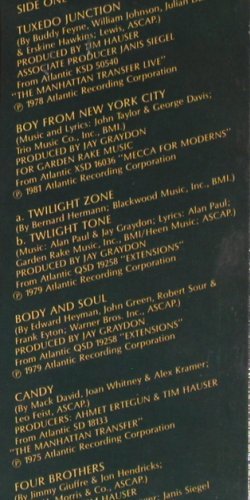 SIDE ONE
TUXEDO JUNCTION
(By Buddy Feyne, William Johnson, Julian
& Erskine Hawkins; Lewis, ASCAP.)
PRODUCED BY TIM HAUSER
ASSOCIATE PRODUCER JANIS SIEGEL
From Atlantic KSD 50540
"THE MANHATTAN TRANSFER LIVE"
℗ 1978 Atlantic Recording Corporation
BOY FROM NEW YORK CITY
(Music and Lyrics: John Taylor & George Davis;
Trio Music Co., Inc., BMI.)
PRODUCED BY JAY GRAYDON
FOR GARDEN RAKE MUSIC
From Atlantic XSD 16036 "MECCA FOR MODERNS"
℗ 1981 Atlantic Recording Corporation
a. TWILIGHT ZONE
(By Bernard Hermann; Blackwood Music, Inc., BMI.)
b. TWILIGHT TONE
(Music: Alan Paul & Jay Graydon; Lyrics: Alan Paul;
Garden Rake Music, Inc., BMI/Heen Music; ASCAP.)
PRODUCED BY JAY GRAYDON
From Atlantic QSD 19258 "EXTENSIONS"
℗ 1979 Atlantic Recording Corporation
BODY AND SOUL
(By Edward Heyman, John Green, Robert Sour &
Frank Eyton; Warner Bros. Inc., ASCAP.)
PRODUCED BY JAY GRAYDON
From Atlantic QSD 19258 "EXTENSIONS"
℗ 1979 Atlantic Recording Corporation
CANDY
(By Mack David, Joan Whitney & Alex Kramer;
Leo Feist, ASCAP.)
PRODUCERS: AHMET ERTEGUN & TIM HAUSER
From Atlantic SD 18133
"THE MANHATTAN TRANSFER"
℗ 1975 Atlantic Recording Corporation
FOUR BROTHERS
(By Jimmy Giuffre & Jon Hendricks;
Morris & Co., ASCAP.)
Janis Siegel